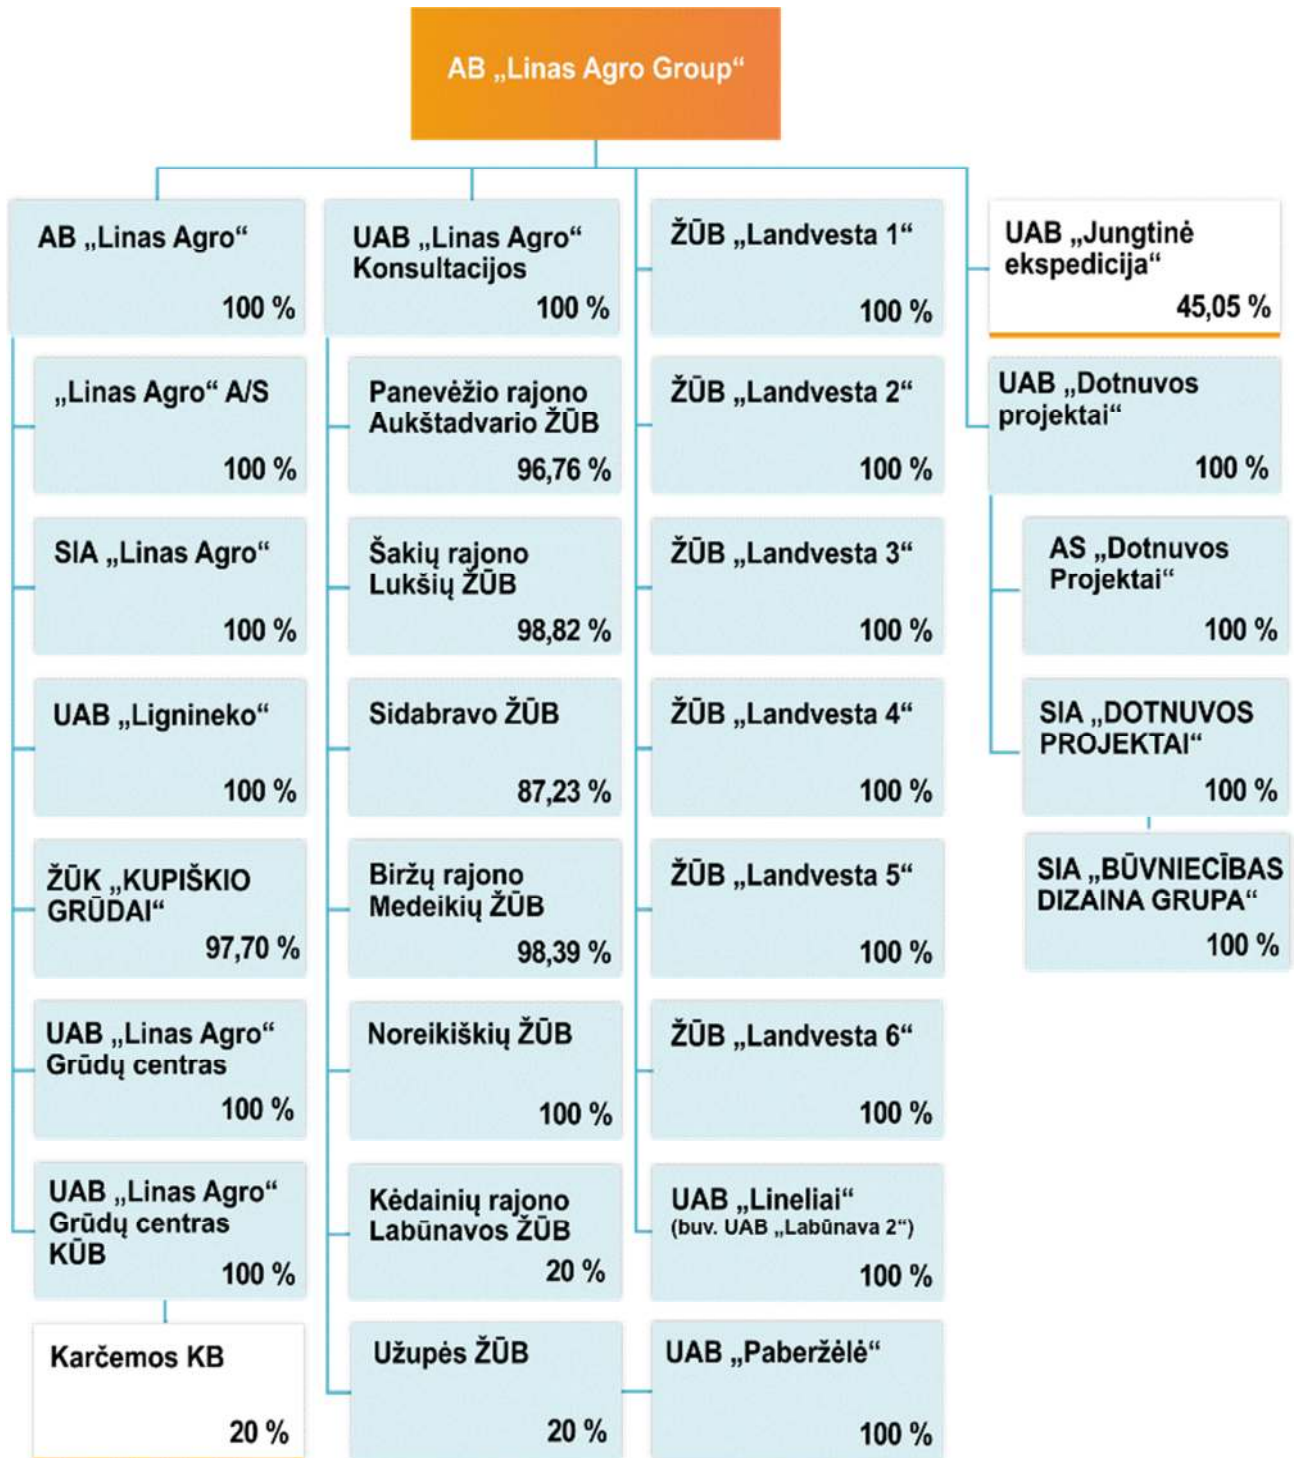 AB „Linas Agro Group“
AB „Linas Agro“
100 %
„Linas Agro“ A/S
100 %
SIA „Linas Agro“
100 %
UAB „Lignineko“
100 %
ŽŪK „KUPIŠKIO
GRŪDAI“
97,70 %
UAB „Linas Agro“
Grūdų centras
100 %
UAB „Linas Agro“
Grūdų centras
KŪB
100 %
Karčemos KB
20 %
UAB „Linas Agro“
Konsultacijos
100 %
Panevėžio rajono
Aukštadvario ŽŪB
96,76 %
Šakių rajono
Lukšių ŽŪB
98,82 %
Sidabravo ŽŪB
87,23 %
Biržų rajono
Medeikių ŽŪB
98,39 %
Noreikiškių ŽŪB
100 %
Kėdainių rajono
Labūnavos ŽŪB
20 %
Užupės ŽŪB
20 %
ŽŪB „Landvesta 1“
100 %
ŽŪB „Landvesta 2“
100 %
ŽŪB „Landvesta 3“
100 %
ŽŪB „Landvesta 4“
100 %
ŽŪB „Landvesta 5“
100 %
ŽŪB „Landvesta 6“
100 %
UAB „Lineliai“
(buv. UAB „Labūnava 2“)
100 %
UAB „Paberžėlė“
100 %
UAB „Jungtinė
ekspedicija“
45,05 %
UAB „Dotnuvos
projektai“
100 %
AS „Dotnuvos
Projektai“
100 %
SIA „DOTNUVOS
PROJEKTAI“
100 %
SIA „BŪVNIECĪBAS
DIZAINA GRUPA“
100 %